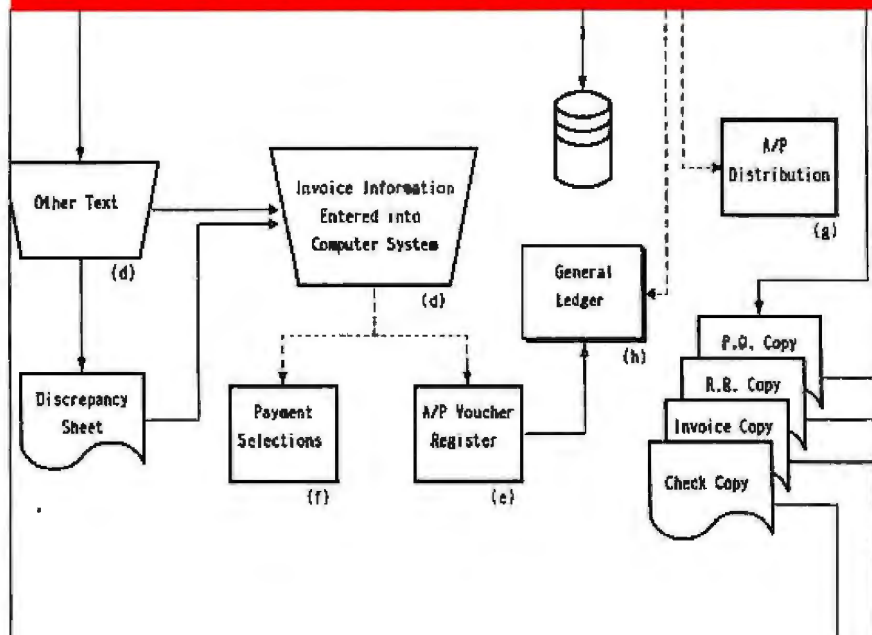 A/P
Distribution
(g)
Other Text
(d)
Invoice Information
Entered into
Computer System
(d)
General
Ledger
(h)
P.O. Copy
R.B. Copy
Invoice Copy
Check Copy
Discrepancy
Sheet
Payment
Selections
(f)
A/P Voucher
Register
(e)